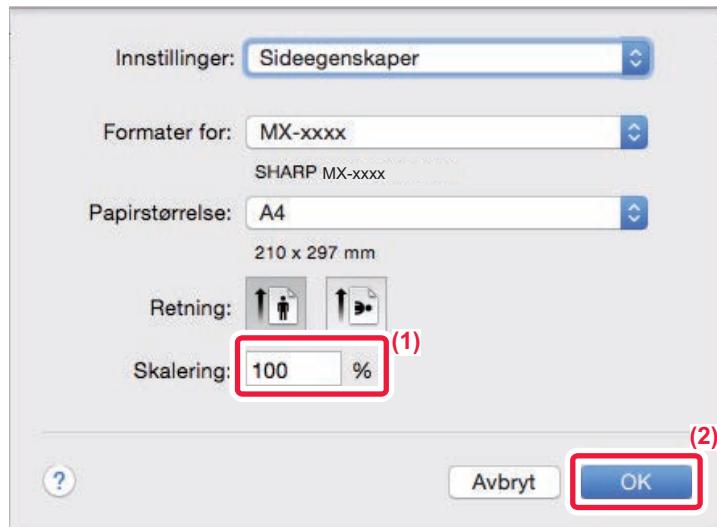 Innstillinger: Sideegenskaper
Formater for: MX-xxxx
SHARP MX-xxxx
Papirstørrelse: A4
210 x 297 mm
Retning:
(1)
Skalering: 100 %
(2)
? Avbryt OK